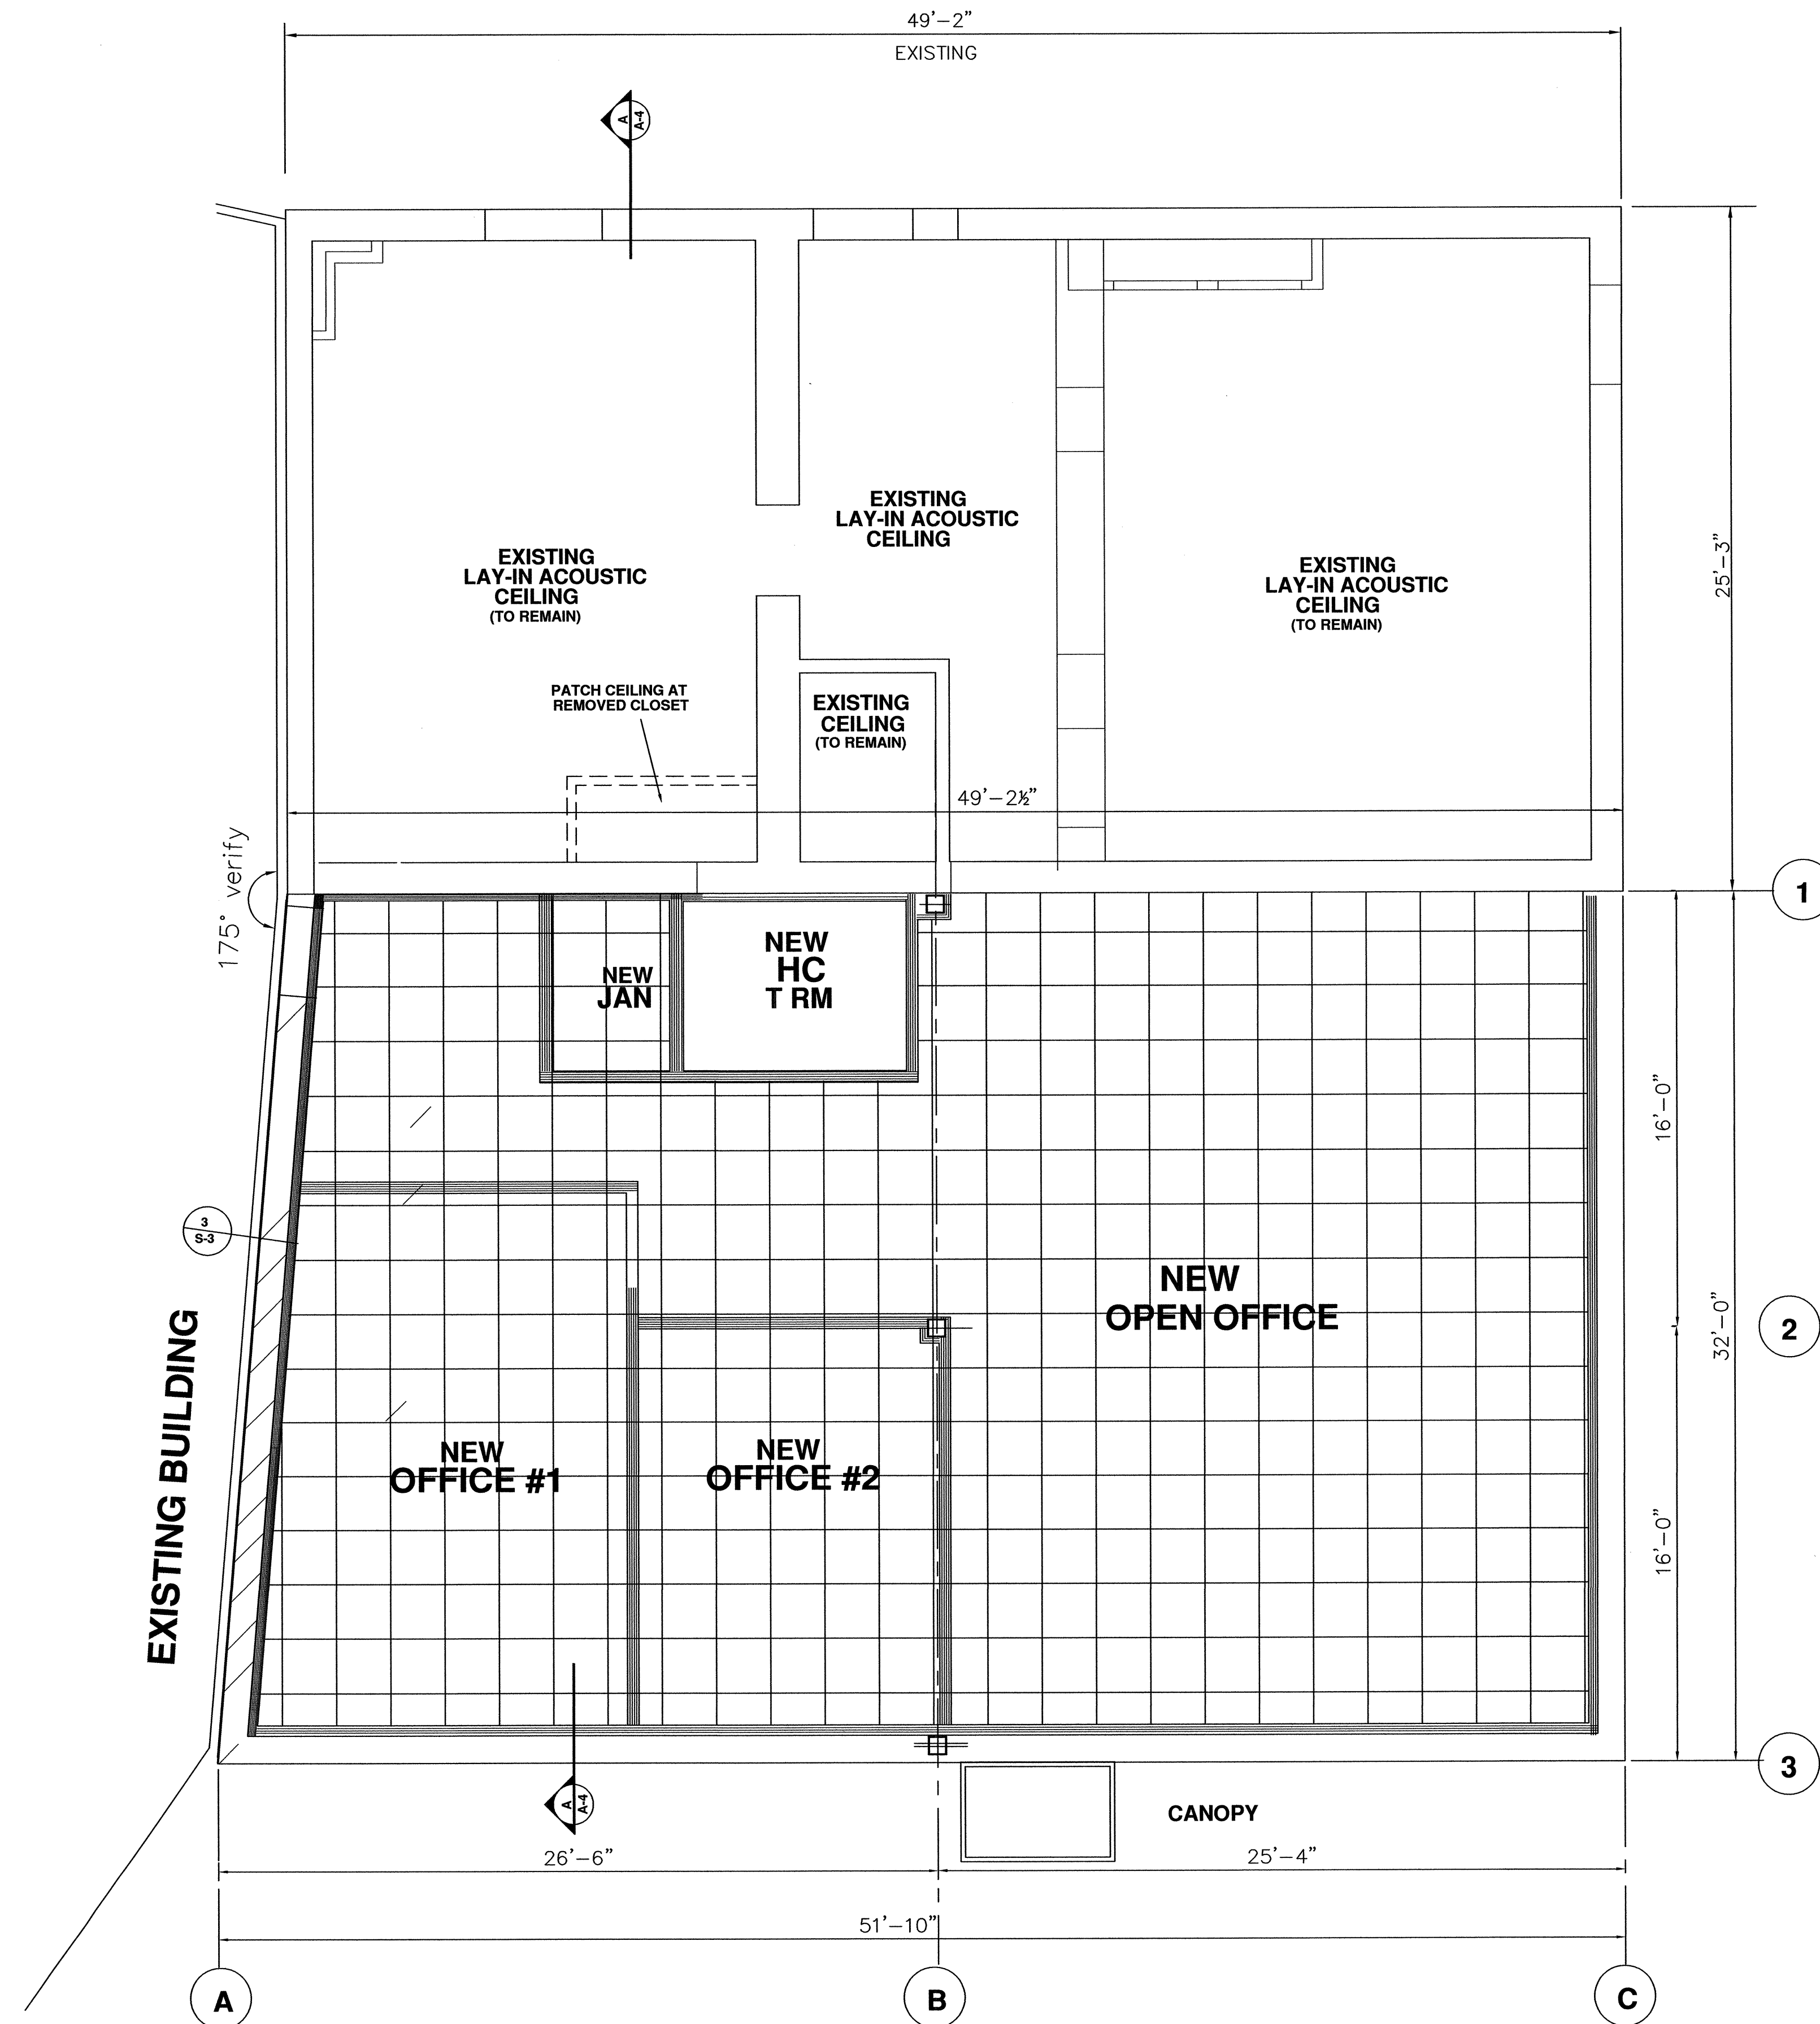 49'-2"
EXISTING
A
A-4
EXISTING
LAY-IN ACOUSTIC
CEILING
EXISTING
LAY-IN ACOUSTIC
CEILING
(TO REMAIN)
EXISTING
LAY-IN ACOUSTIC
CEILING
(TO REMAIN)
25'-3"
PATCH CEILING AT
REMOVED CLOSET
EXISTING
CEILING
(TO REMAIN)
49'-2½"
175° verify
1
NEW
JAN
NEW
HC
T RM
16'-0"
3
S-3
NEW
OPEN OFFICE
32'-0"
2
EXISTING BUILDING
NEW
OFFICE #1
NEW
OFFICE #2
16'-0"
3
A
A-4
CANOPY
26'-6"
25'-4"
51'-10"
A
B
C